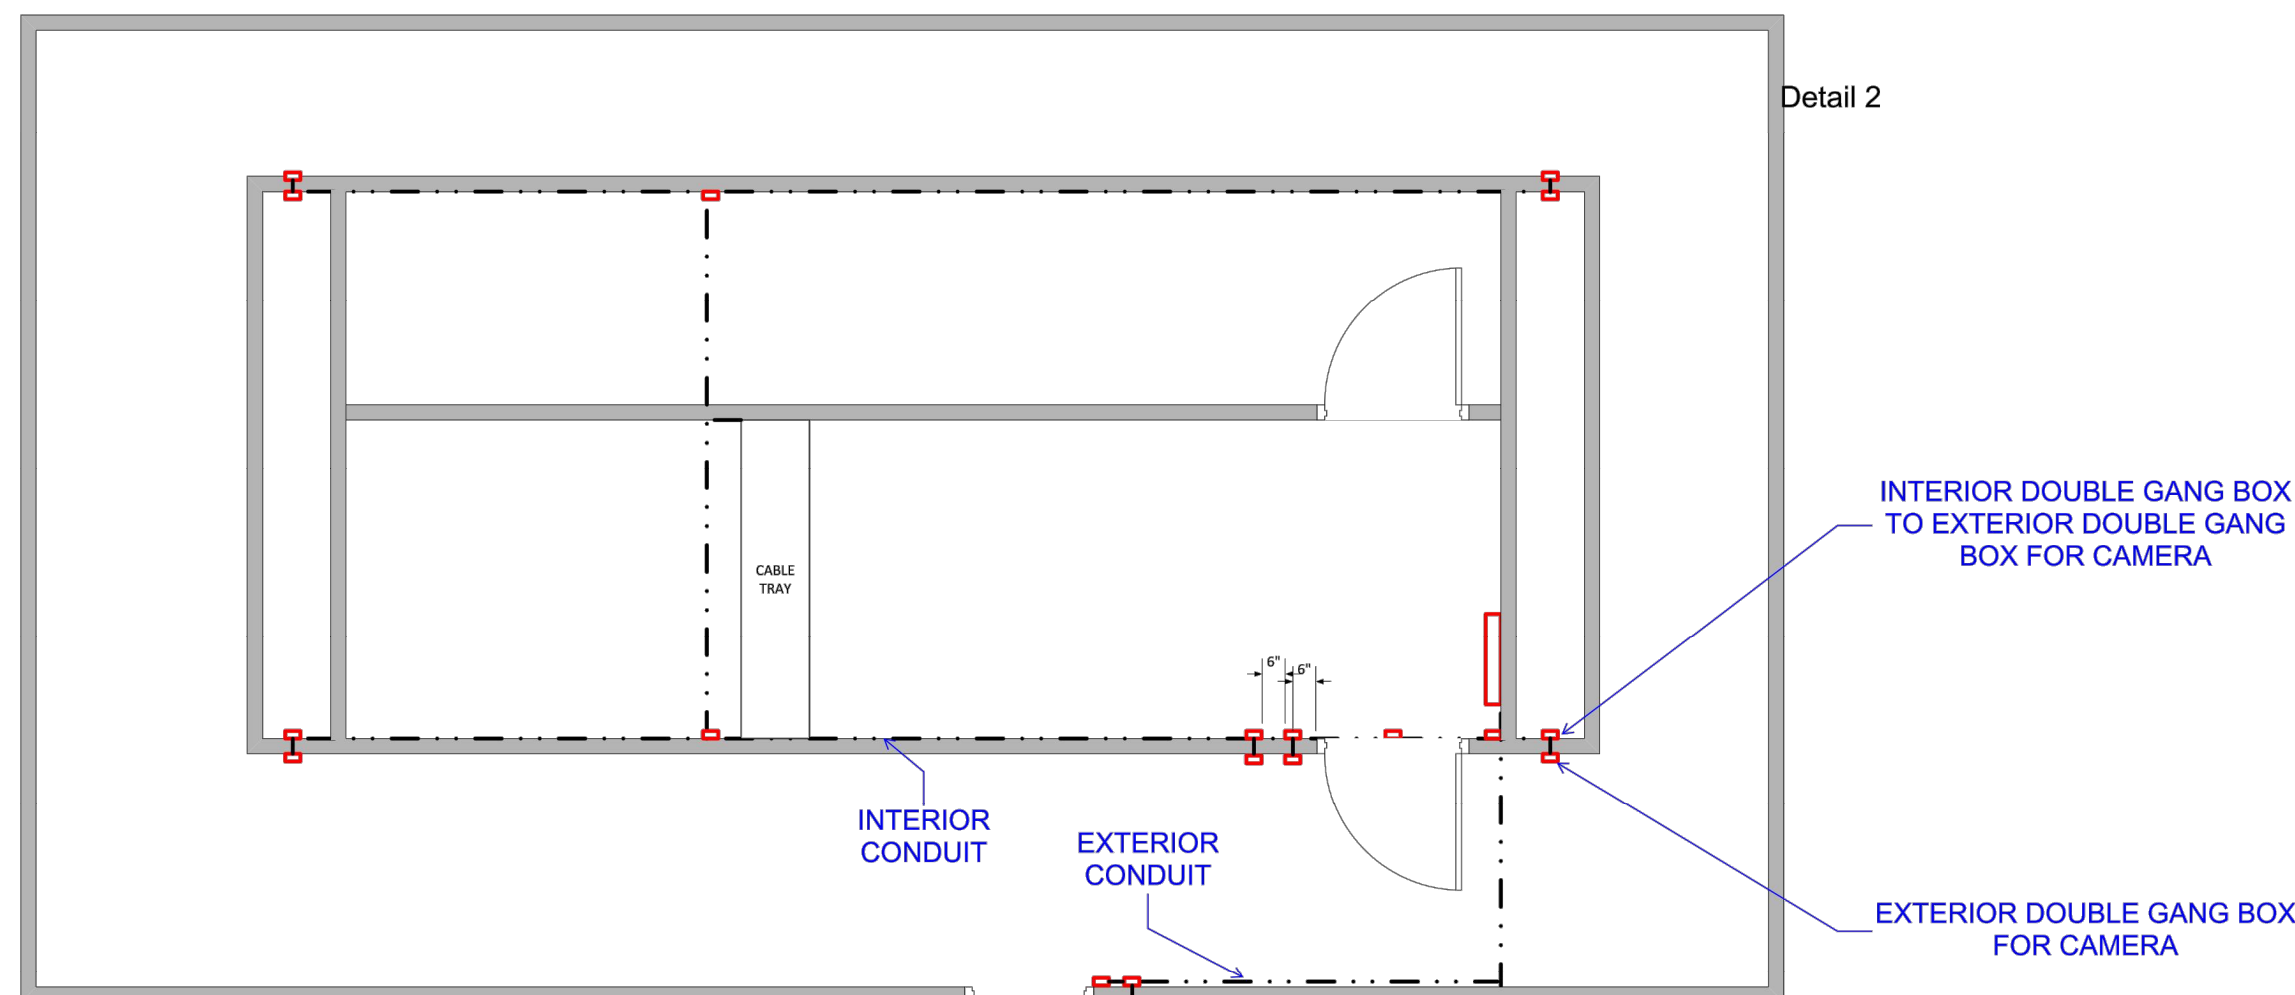 Detail 2
INTERIOR DOUBLE GANG BOX
TO EXTERIOR DOUBLE GANG
BOX FOR CAMERA
CABLE
TRAY
6"
6"
INTERIOR
CONDUIT
EXTERIOR
CONDUIT
EXTERIOR DOUBLE GANG BOX
FOR CAMERA